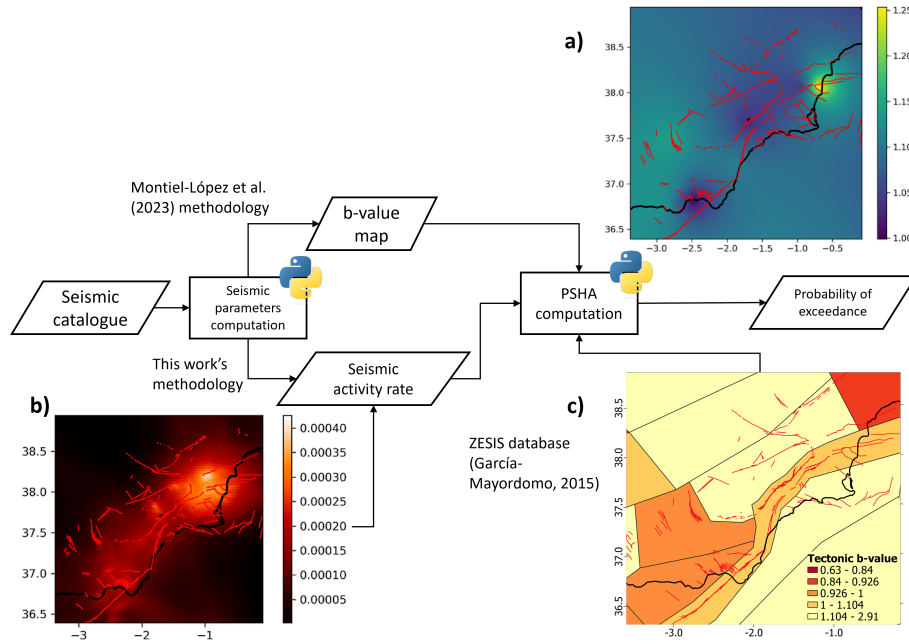 a)
1.25
1.20
1.15
1.10
1.05
1.00
38.5
38.0
37.5
37.0
36.5
−3.0
−2.5
−2.0
−1.5
−1.0
−0.5
Montiel-López et al.
(2023) methodology
b-value
map
Seismic
catalogue
Seismic
parameters
computation
PSHA
computation
Probability of
exceedance
This work's
methodology
Seismic
activity rate
b)
38.5
38.0
37.5
37.0
36.5
−3
−2
−1
0.00040
0.00035
0.00030
0.00025
0.00020
0.00015
0.00010
0.00005
ZESIS database
(García-
Mayordomo, 2015)
c)
38.5
38.0
37.5
37.0
36.5
-3.0
-2.0
-1.0
Tectonic b-value
0.63 - 0.84
0.84 - 0.926
0.926 - 1
1 - 1.104
1.104 - 2.91